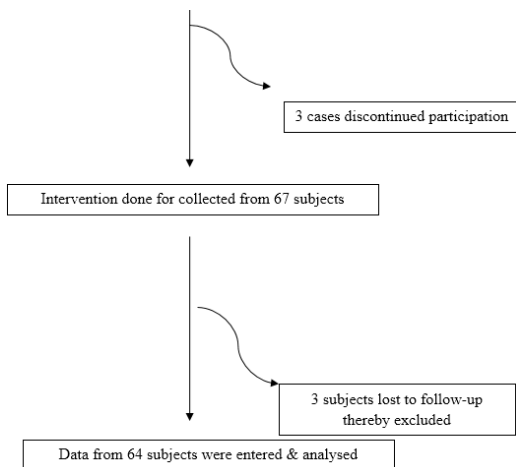 3 cases discontinued participation
Intervention done for collected from 67 subjects
3 subjects lost to follow-up
thereby excluded
Data from 64 subjects were entered & analysed